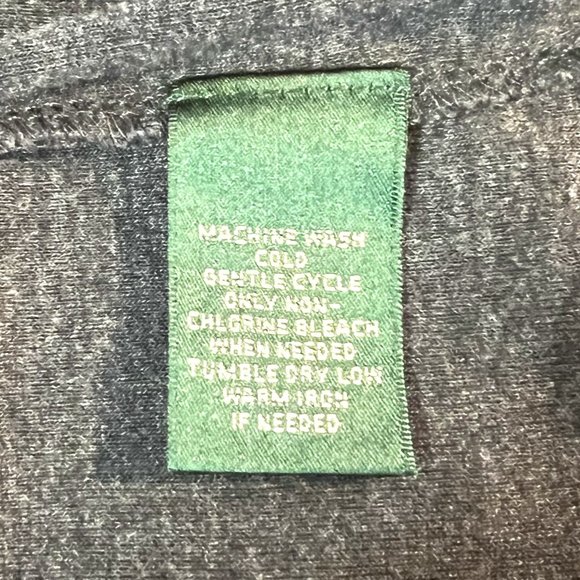 MACHINE WASH
COLD
GENTLE CYCLE
ONLY NON-
CHLORINE BLEACH
WHEN NEEDED
TUMBLE DRY LOW
WARM IRON
IF NEEDED